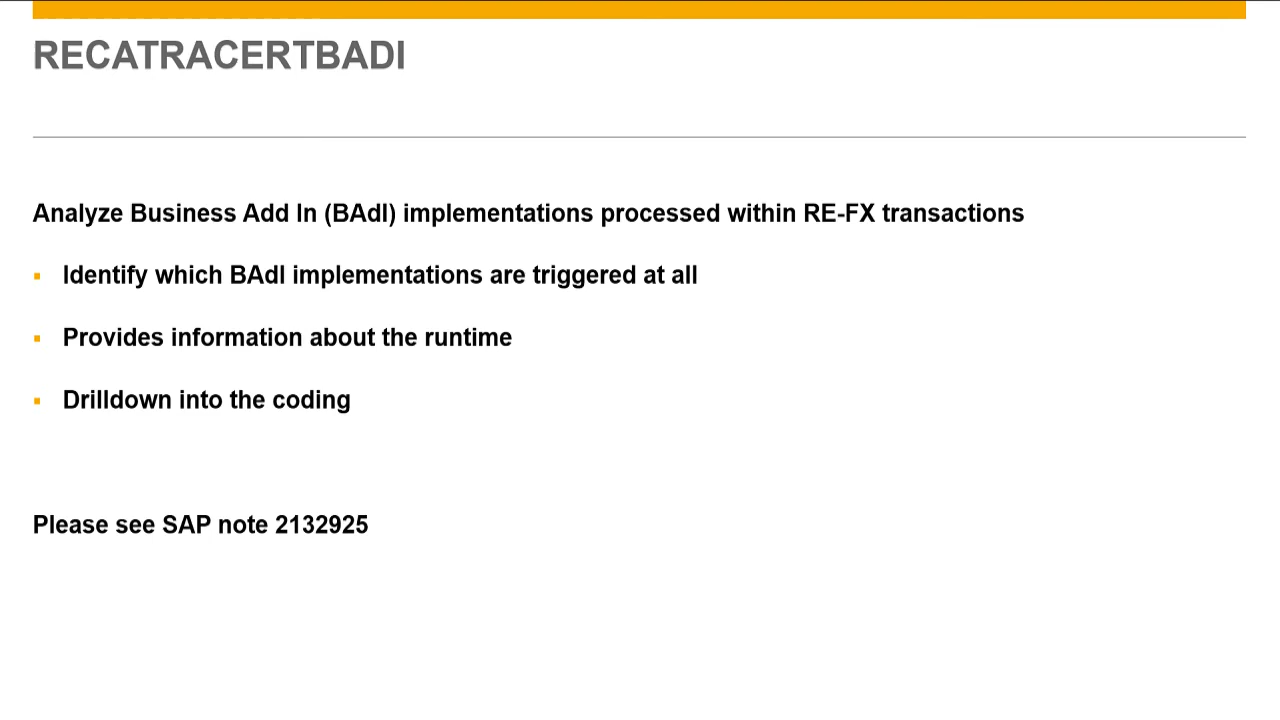 RECATRACERTBADI
Analyze Business Add In (BAdI) implementations processed within RE-FX transactions
Identify which BAdI implementations are triggered at all
Provides information about the runtime
Drilldown into the coding
Please see SAP note 2132925